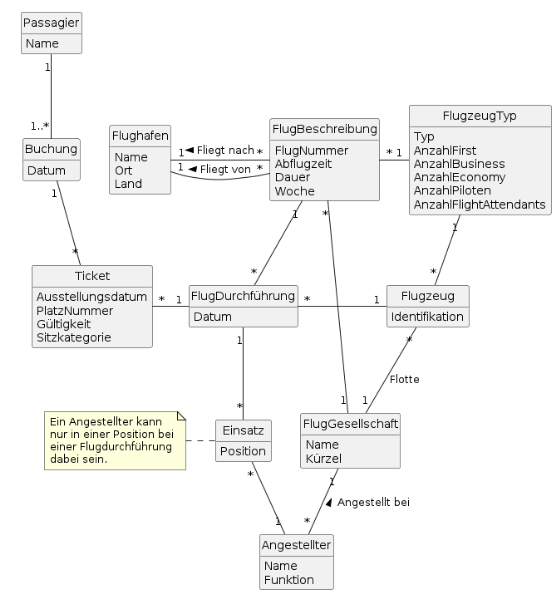 Passagier
Name
1
1..*
Buchung
Datum
1
*
Flughafen
Name
Ort
Land
1 Fliegt nach *
1 Fliegt von *
FlugBeschreibung
FlugNummer
Abflugzeit
Dauer
Woche
* 1
FlugzeugTyp
Typ
AnzahlFirst
AnzahlBusiness
AnzahlEconomy
AnzahlPiloten
AnzahlFlightAttendants
1
*
1
*
Ticket
Ausstellungsdatum
PlatzNummer
Gültigkeit
Sitzkategorie
* 1
*
FlugDurchführung
Datum
* 1
*
Flugzeug
Identifikation
1
*
*
Flotte
1
1
Ein Angestellter kann
nur in einer Position bei
einer Flugdurchführung
dabei sein.
Einsatz
Position
FlugGesellschaft
Name
Kürzel
*
1
1
Angestellt bei
*
Angestellter
Name
Funktion